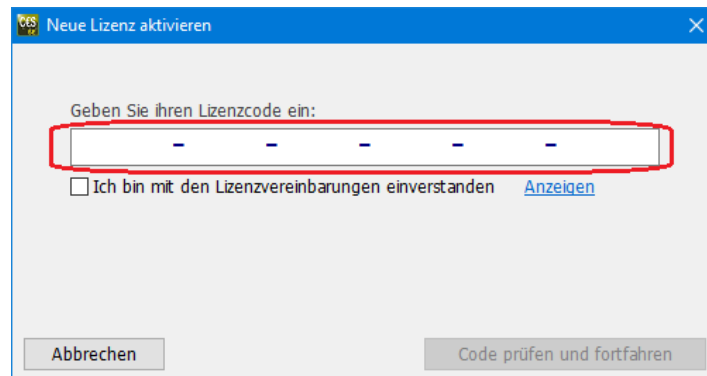 CES
Neue Lizenz aktivieren
Geben Sie ihren Lizenzcode ein:
- - - - -
Ich bin mit den Lizenzvereinbarungen einverstanden Anzeigen
Abbrechen Code prüfen und fortfahren